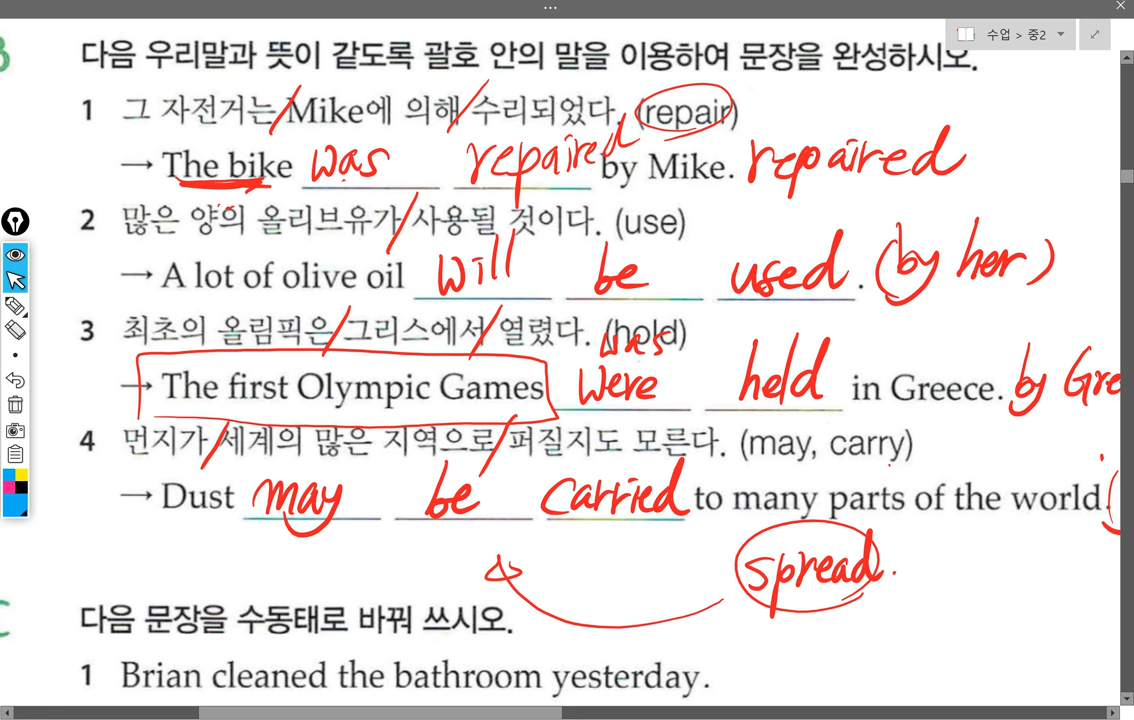 수업 > 중2
다음 우리말과 뜻이 같도록 괄호 안의 말을 이용하여 문장을 완성하시오.
1 그 자전거는/Mike에 의해/수리되었다. (repair)
→ The bike was repaired by Mike. repaired
2 많은 양의 올리브유가/사용될 것이다. (use)
→ A lot of olive oil will be used. (by her)
3 최초의 올림픽은/그리스에서/열렸다. (hold)
was
→ The first Olympic Games were held in Greece. by Gre
4 먼지가/세계의 많은 지역으로/퍼질지도 모른다. (may, carry)
→ Dust may be carried to many parts of the world. (
spread.
C
다음 문장을 수동태로 바꿔 쓰시오.
1 Brian cleaned the bathroom yesterday.